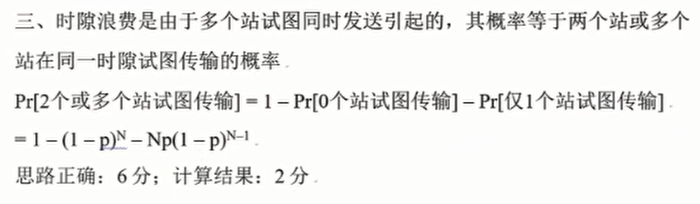 三、时隙浪费是由于多个站试图同时发送引起的，其概率等于两个站或多个
站在同一时隙试图传输的概率.
Pr[2个或多个站试图传输] = 1 – Pr[0个站试图传输] – Pr[仅1个站试图传输].
= 1 – (1 – p)ᴺ – Np(1 – p)ᴺ⁻¹.
思路正确：6 分；计算结果：2 分.